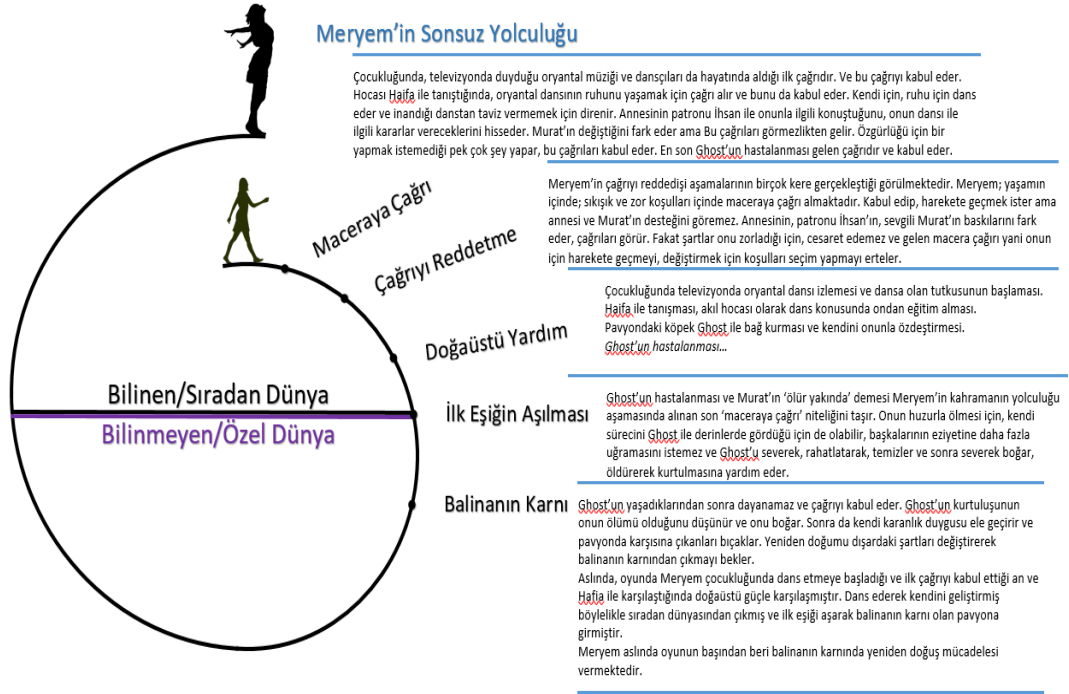 Meryem’in Sonsuz Yolculuğu
Çocukluğunda, televizyonda duyduğu oryantal müziği ve dansçıları da hayatında aldığı ilk çağrıdır. Ve bu çağrıyı kabul eder.
Hocası Haifa ile tanıştığında, oryantal dansının ruhunu yaşamak için çağrı alır ve bunu da kabul eder. Kendi için, ruhu için dans
eder ve inandığı danstan taviz vermemek için direnir. Annesinin patronu İhsan ile onunla ilgili konuştuğunu, onun dansı ile
ilgili kararlar vereceklerini hisseder. Murat’ın değiştiğini fark eder ama Bu çağrıları görmezlikten gelir. Özgürlüğü için bir
yapmak istemediği pek çok şey yapar, bu çağrıları kabul eder. En son Ghost’un hastalanması gelen çağrıdır ve kabul eder.
Maceraya Çağrı
Meryem’in çağrıyı reddedişi aşamalarının birçok kere gerçekleştiği görülmektedir. Meryem; yaşamın
içinde; sıkışık ve zor koşulları içinde maceraya çağrı almaktadır. Kabul edip, harekete geçmek ister ama
annesi ve Murat’ın desteğini göremez. Annesinin, patronu İhsan’ın, sevgili Murat’ın baskılarını fark
eder, çağrıları görür. Fakat şartlar onu zorladığı için, cesaret edemez ve gelen macera çağırı yani onun
için harekete geçmeyi, değiştirmek için koşulları seçim yapmayı erteler.
Çağrıyı Reddetme
Çocukluğunda televizyonda oryantal dansı izlemesi ve dansa olan tutkusunun başlaması.
Haifa ile tanışması, akıl hocası olarak dans konusunda ondan eğitim alması.
Pavyondaki köpek Ghost ile bağ kurması ve kendini onunla özdeştirmesi.
Ghost’un hastalanması…
Doğaüstü Yardım
Bilinen/Sıradan Dünya
Bilinmeyen/Özel Dünya
İlk Eşiğin Aşılması
Ghost’un hastalanması ve Murat’ın ‘ölür yakında’ demesi Meryem’in kahramanın yolculuğu
aşamasında alınan son ‘maceraya çağrı’ niteliğini taşır. Onun huzurla ölmesi için, kendi
sürecini Ghost ile derinlerde gördüğü için de olabilir, başkalarının eziyetine daha fazla
uğramasını istemez ve Ghost’u severek, rahatlatarak, temizler ve sonra severek boğar,
öldürerek kurtulmasına yardım eder.
Balinanın Karnı
Ghost’un yaşadıklarından sonra dayanamaz ve çağrıyı kabul eder. Ghost’un kurtuluşunun
onun ölümü olduğunu düşünür ve onu boğar. Sonra da kendi karanlık duygusu ele geçirir ve
pavyonda karşısına çıkanları bıçaklar. Yeniden doğumu dışardaki şartları değiştirerek
balinanın karnından çıkmayı bekler.
Aslında, oyunda Meryem çocukluğunda dans etmeye başladığı ve ilk çağrıyı kabul ettiği an ve
Hafia ile karşılaştığında doğaüstü güçle karşılaşmıştır. Dans ederek kendini geliştirmiş
böylelikle sıradan dünyasından çıkmış ve ilk eşiği aşarak balinanın karnı olan pavyona
girmiştir.
Meryem aslında oyunun başından beri balinanın karnında yeniden doğuş mücadelesi
vermektedir.